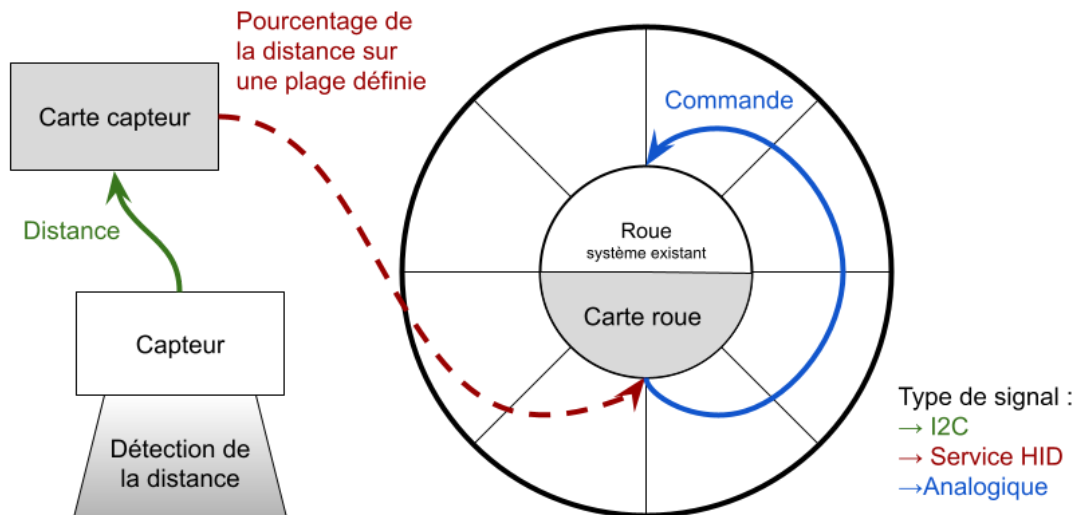 Pourcentage de
la distance sur
une plage définie
Carte capteur
Commande
Distance
Roue
système existant
Carte roue
Capteur
Détection de
la distance
Type de signal :
→ I2C
→ Service HID
→Analogique